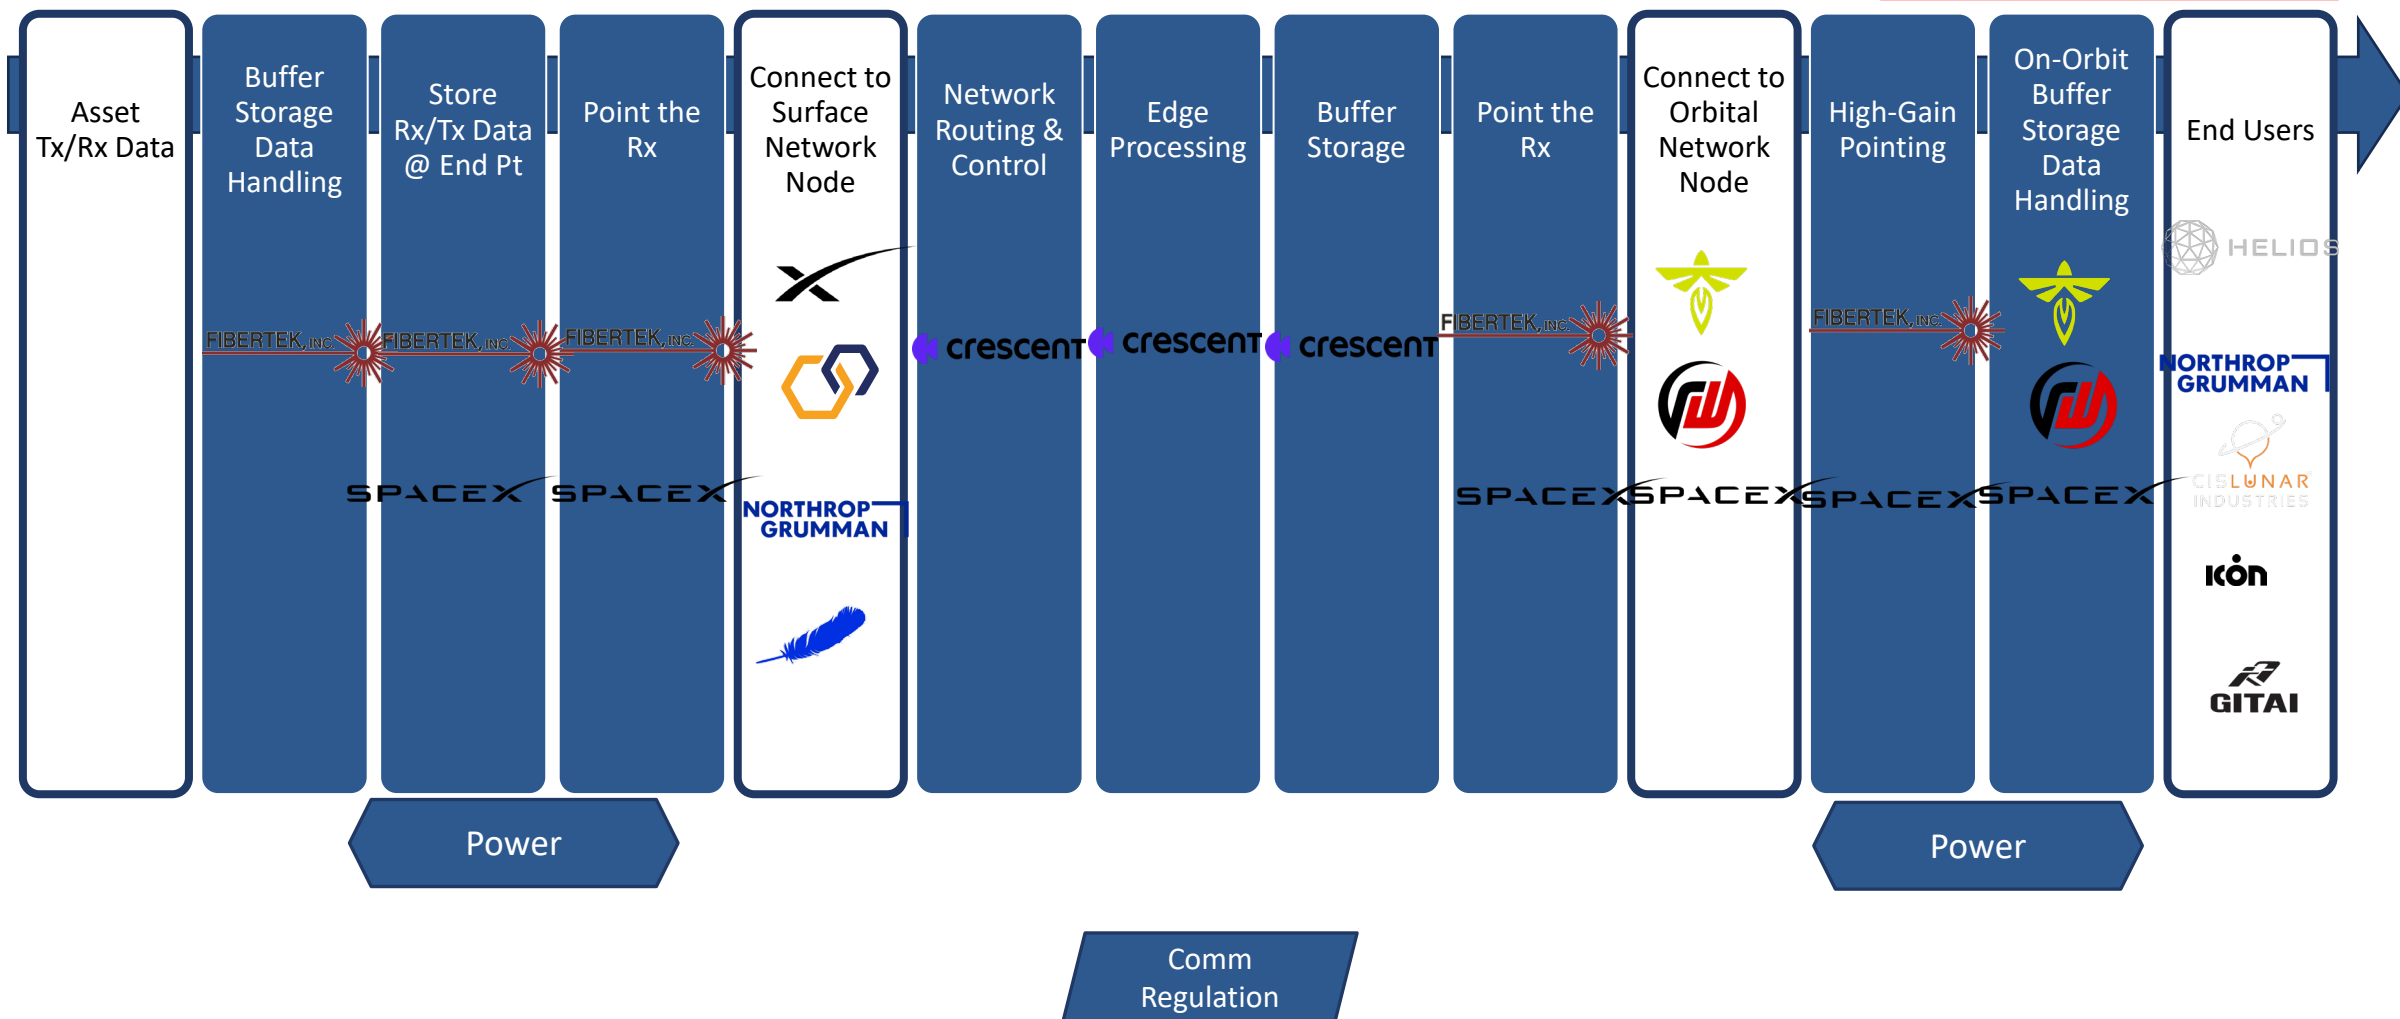 Asset
Tx/Rx Data
Buffer
Storage
Data
Handling
Store
Rx/Tx Data
@ End Pt
Point the
Rx
Connect to
Surface
Network
Node
Network
Routing &
Control
Edge
Processing
Buffer
Storage
Point the
Rx
Connect to
Orbital
Network
Node
High-Gain
Pointing
On-Orbit
Buffer
Storage
Data
Handling
End Users
FIBERTEK, INC.
FIBERTEK, INC.
SPACEX
FIBERTEK, INC.
SPACEX
X
NORTHROP
GRUMMAN
crescent
crescent
crescent
FIBERTEK, INC.
SPACEX
SPACEX
FIBERTEK, INC.
SPACEX
SPACEX
HELIOS
NORTHROP
GRUMMAN
CISLUNAR
INDUSTRIES
ICON
GITAI
Power
Power
Comm
Regulation